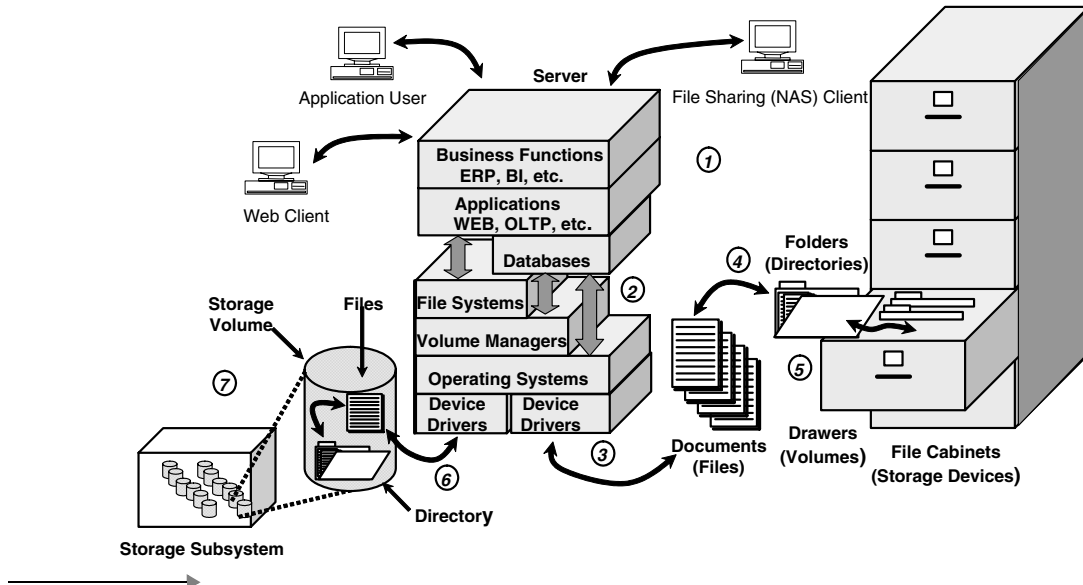 Application User
Server
File Sharing (NAS) Client
Web Client
Business Functions
ERP, BI, etc.
Applications
WEB, OLTP, etc.
Databases
File Systems
Volume Managers
Operating Systems
Device
Drivers
Device
Drivers
1
2
3
4
5
6
7
Folders
(Directories)
Storage
Volume
Files
Documents
(Files)
Drawers
(Volumes)
File Cabinets
(Storage Devices)
Directory
Storage Subsystem